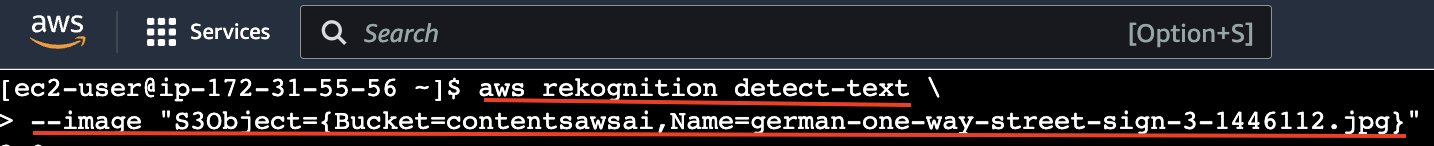 aws Services Search [Option+S]
[ec2-user@ip-172-31-55-56 ~]$ aws rekognition detect-text \
> --image "S3Object={Bucket=contentsawsai,Name=german-one-way-street-sign-3-1446112.jpg}"